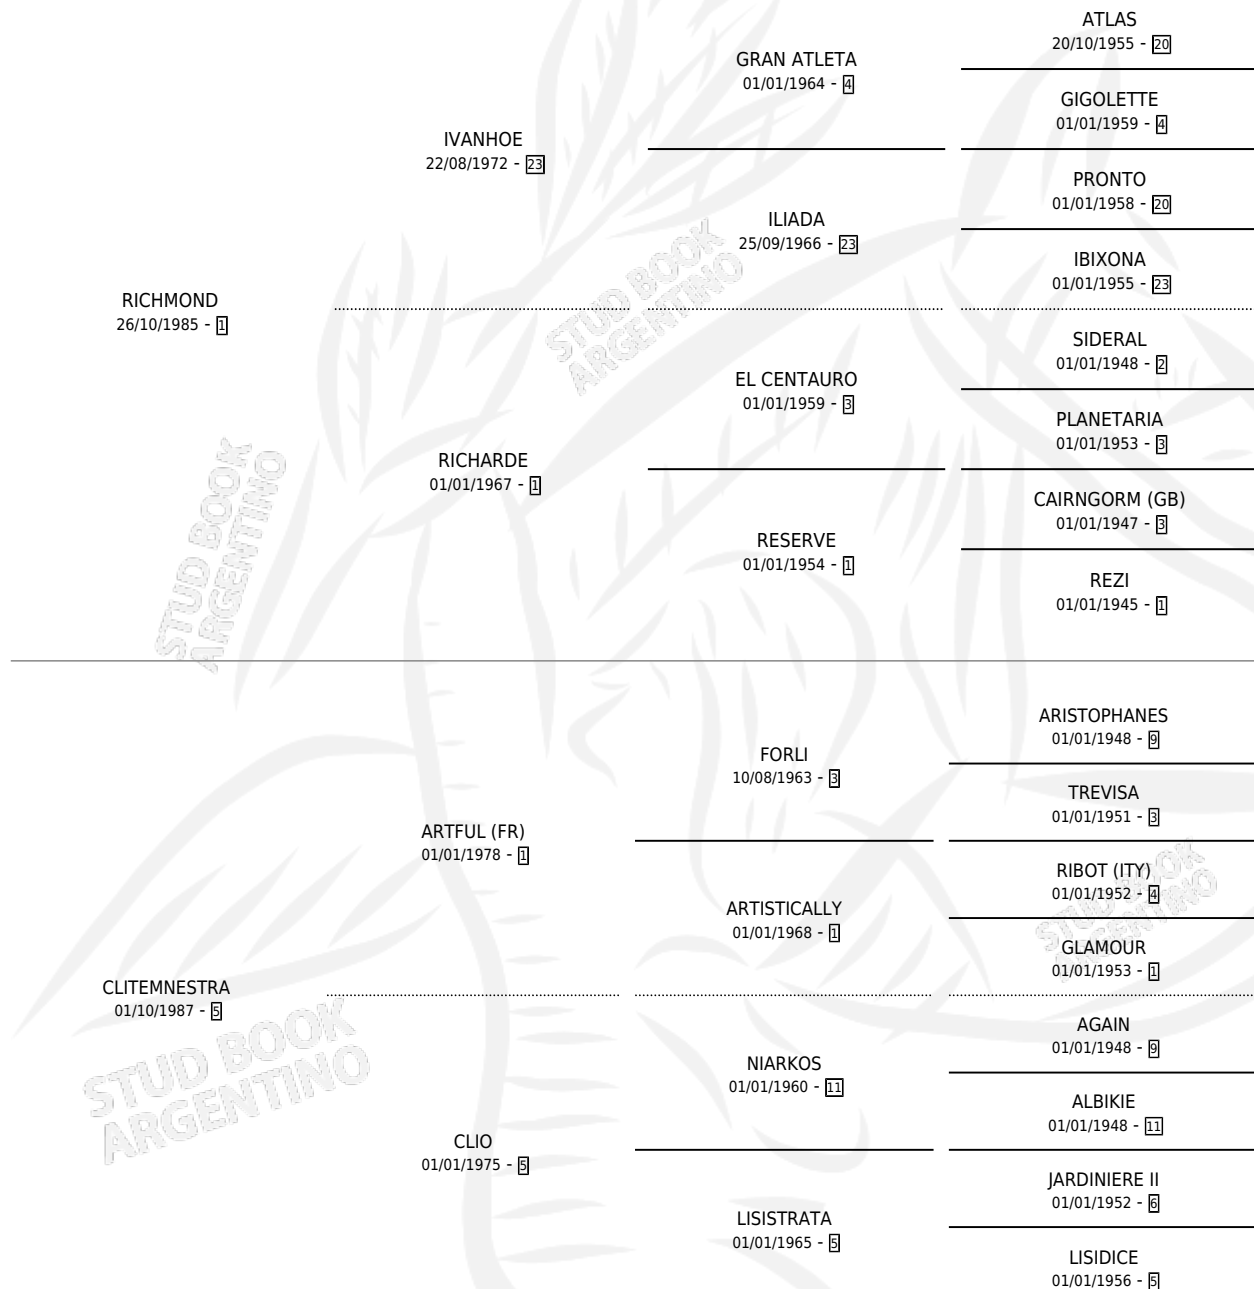 ATLAS
20/10/1955 - 20
GRAN ATLETA
01/01/1964 - 4
GIGOLETTE
01/01/1959 - 4
IVANHOE
22/08/1972 - 23
PRONTO
01/01/1958 - 20
ILIADA
25/09/1966 - 23
IBIXONA
01/01/1955 - 23
RICHMOND
26/10/1985 - 1
SIDERAL
01/01/1948 - 2
EL CENTAURO
01/01/1959 - 3
PLANETARIA
01/01/1953 - 3
RICHARDE
01/01/1967 - 1
CAIRNGORM (GB)
01/01/1947 - 3
RESERVE
01/01/1954 - 1
REZI
01/01/1945 - 1
STUD BOOK
ARGENTINO
STUD BOOK
ARGENTINO
ARISTOPHANES
01/01/1948 - 9
FORLI
10/08/1963 - 3
TREVISA
01/01/1951 - 3
ARTFUL (FR)
01/01/1978 - 1
RIBOT (ITY)
01/01/1952 - 4
ARTISTICALLY
01/01/1968 - 1
GLAMOUR
01/01/1953 - 1
CLITEMNESTRA
01/10/1987 - 5
AGAIN
01/01/1948 - 9
NIARKOS
01/01/1960 - 11
ALBIKIE
01/01/1948 - 11
CLIO
01/01/1975 - 5
JARDINIERE II
01/01/1952 - 6
LISISTRATA
01/01/1965 - 5
LISIDICE
01/01/1956 - 5
STUD BOOK
ARGENTINO
STUD BOOK
ARGENTINO